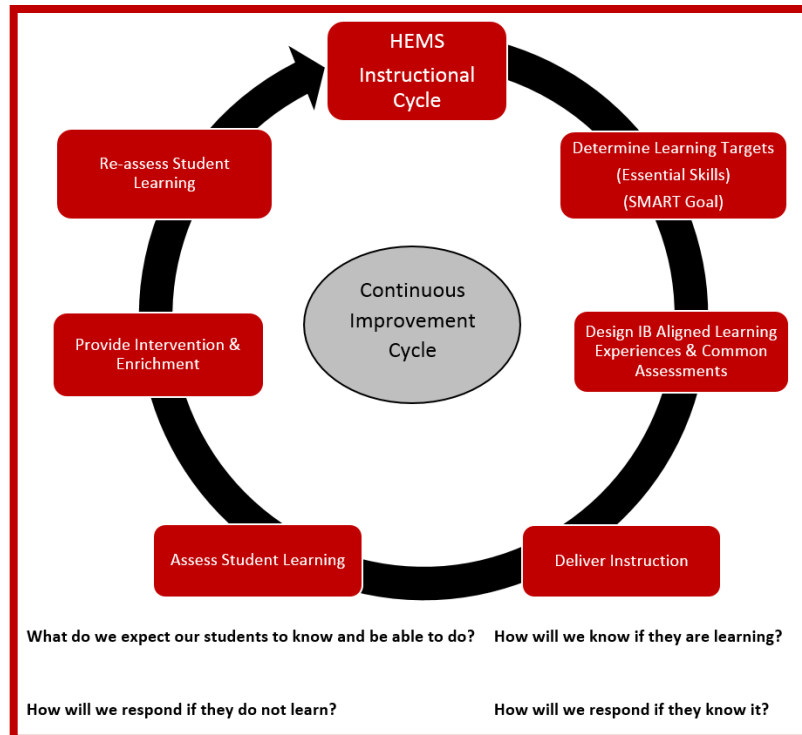 HEMS
Instructional
Cycle
Determine Learning Targets
(Essential Skills)
(SMART Goal)
Design IB Aligned Learning
Experiences & Common
Assessments
Deliver Instruction
Assess Student Learning
Provide Intervention &
Enrichment
Re-assess Student
Learning
Continuous
Improvement
Cycle
What do we expect our students to know and be able to do?
How will we know if they are learning?
How will we respond if they do not learn?
How will we respond if they know it?